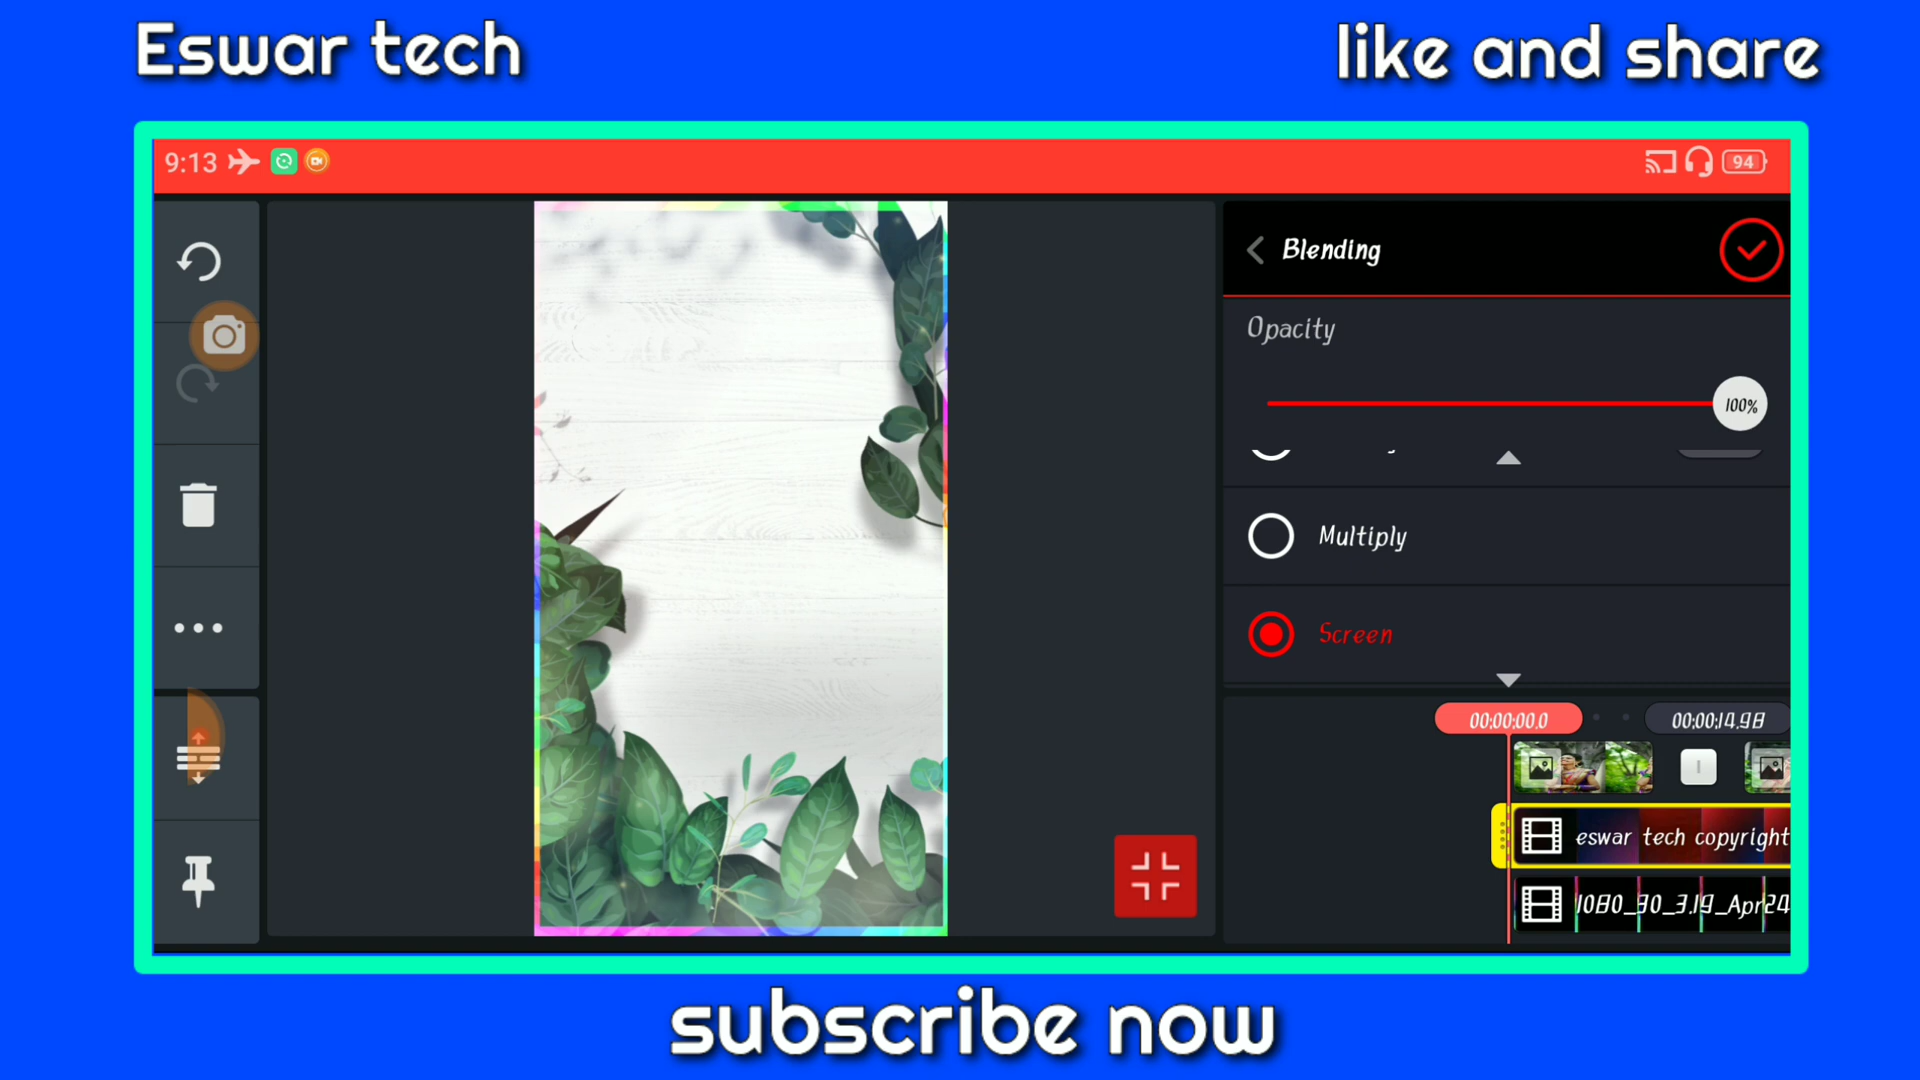 Eswar tech
like and share
9:13
94
Blending
Opacity
100%
Multiply
Screen
00:00:00.0
00:00:14.98
eswar tech copyright
1080_30_3.19_Apr24
subscribe now